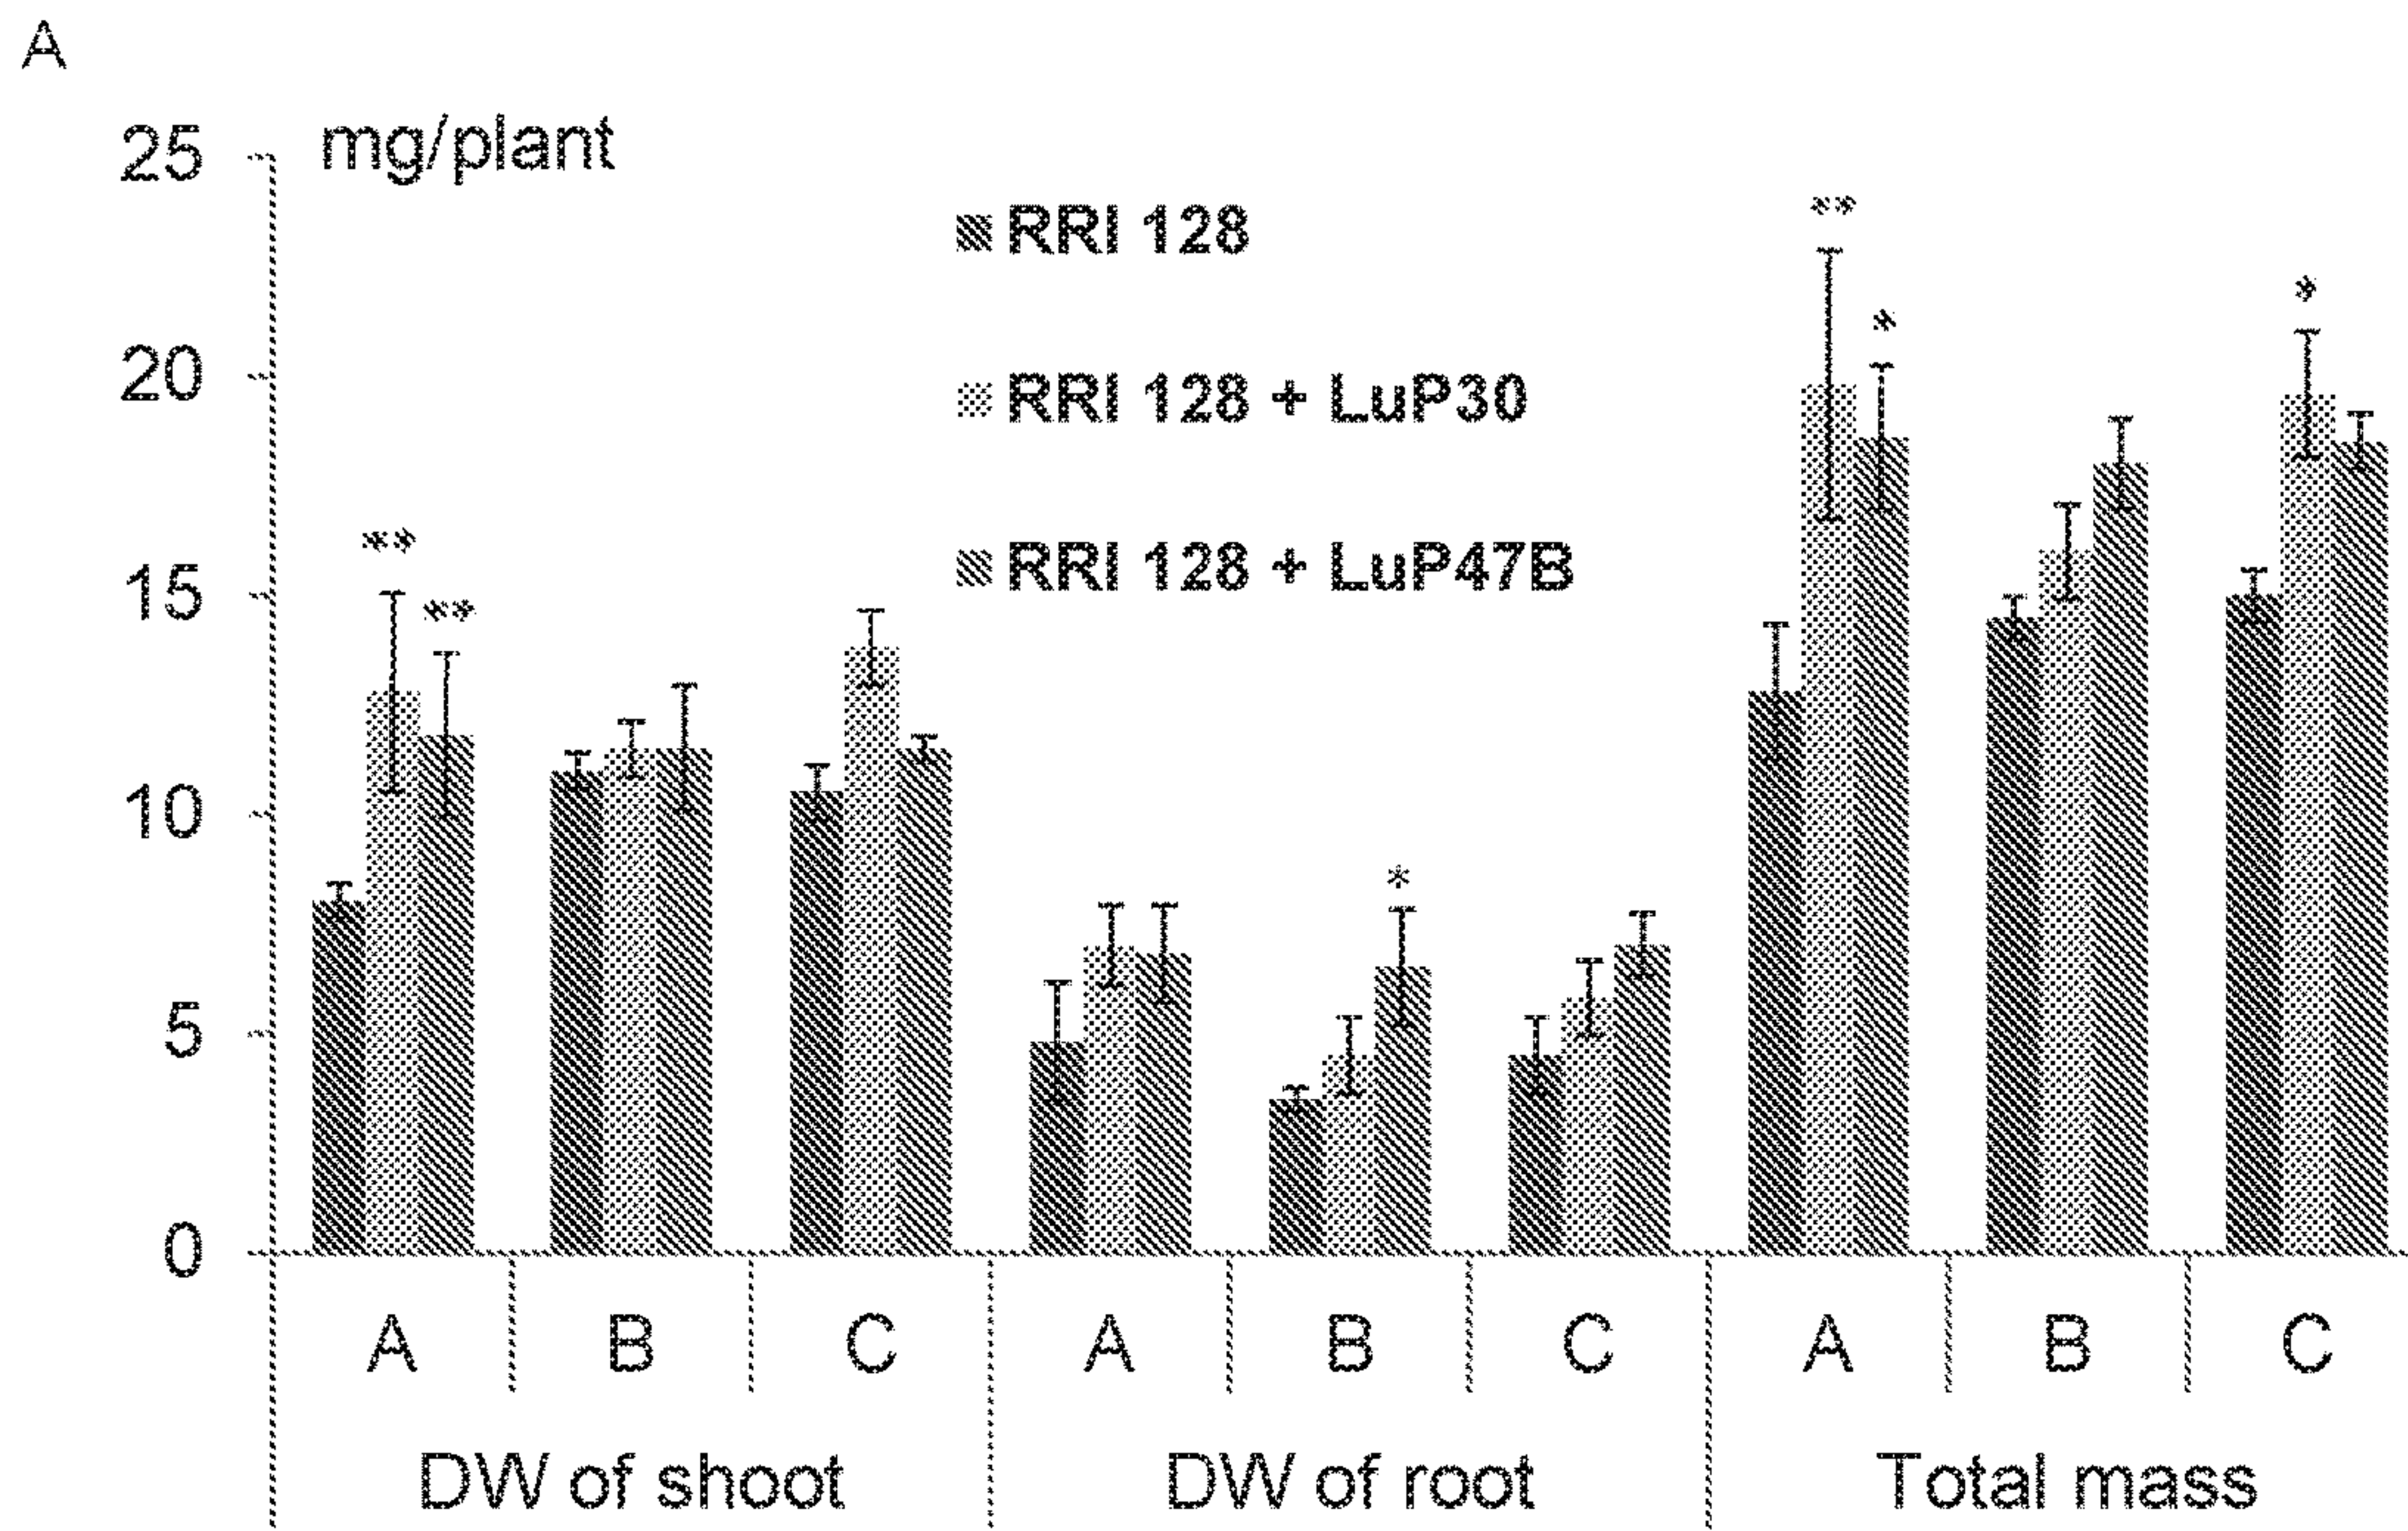 A
mg/plant
25
20
15
10
5
0
RRI 128
RRI 128 + LuP30
RRI 128 + LuP47B
**
**
*
**
*
*
A B C A B C A B C
DW of shoot DW of root Total mass